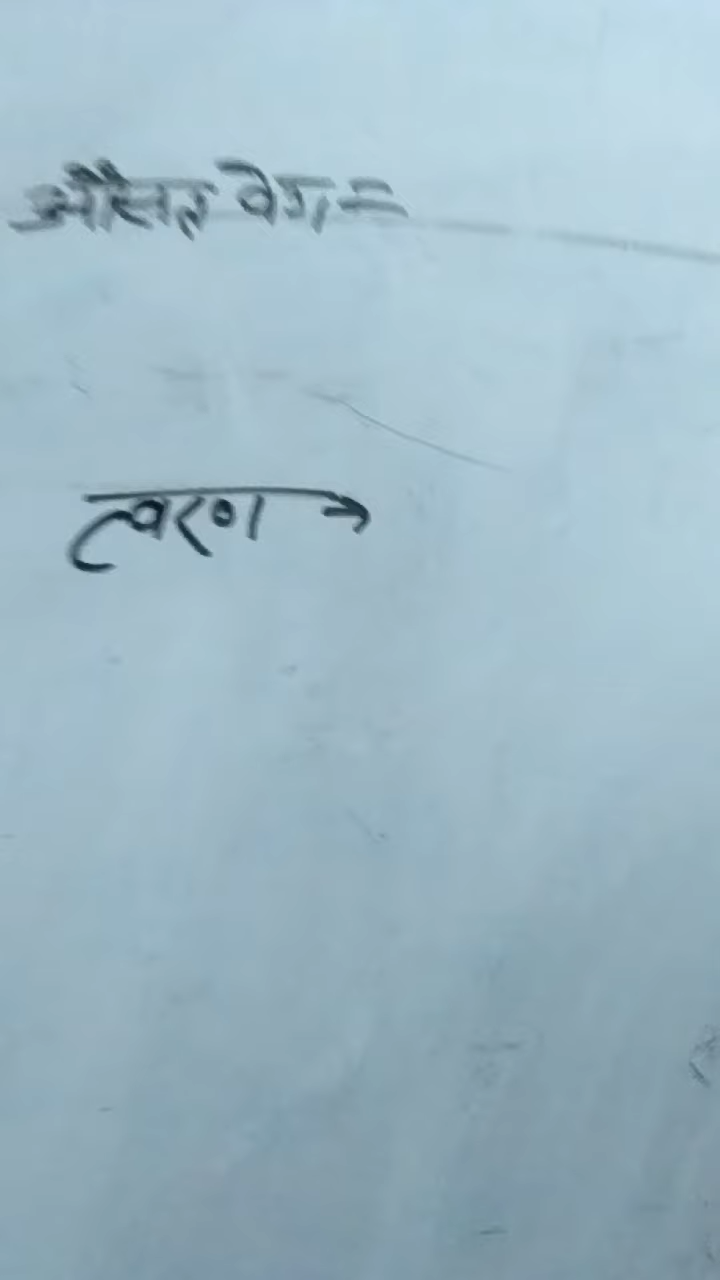 औसत वेग =
त्वरण →